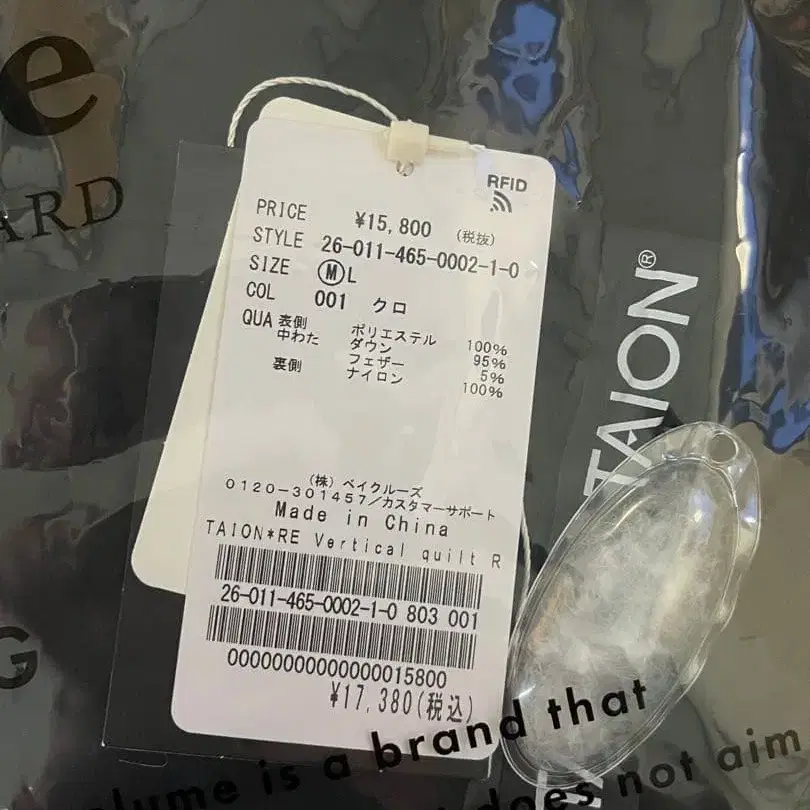 e
ARD
RFID
PRICE ¥15,800 (税抜)
STYLE 26-011-465-0002-1-0
SIZE Ⓜ L
COL 001 クロ
QUA 表側 ポリエステル 100%
中わた ダウン 95%
フェザー 5%
裏側 ナイロン 100%
(株) ベイクルーズ
0120-301457/カスタマーサポート
Made in China
TAION*RE Vertical quilt R
26-011-465-0002-1-0 803 001
00000000000000015800
¥17,380(税込)
TAION®
G
volume is a brand that
does not aim